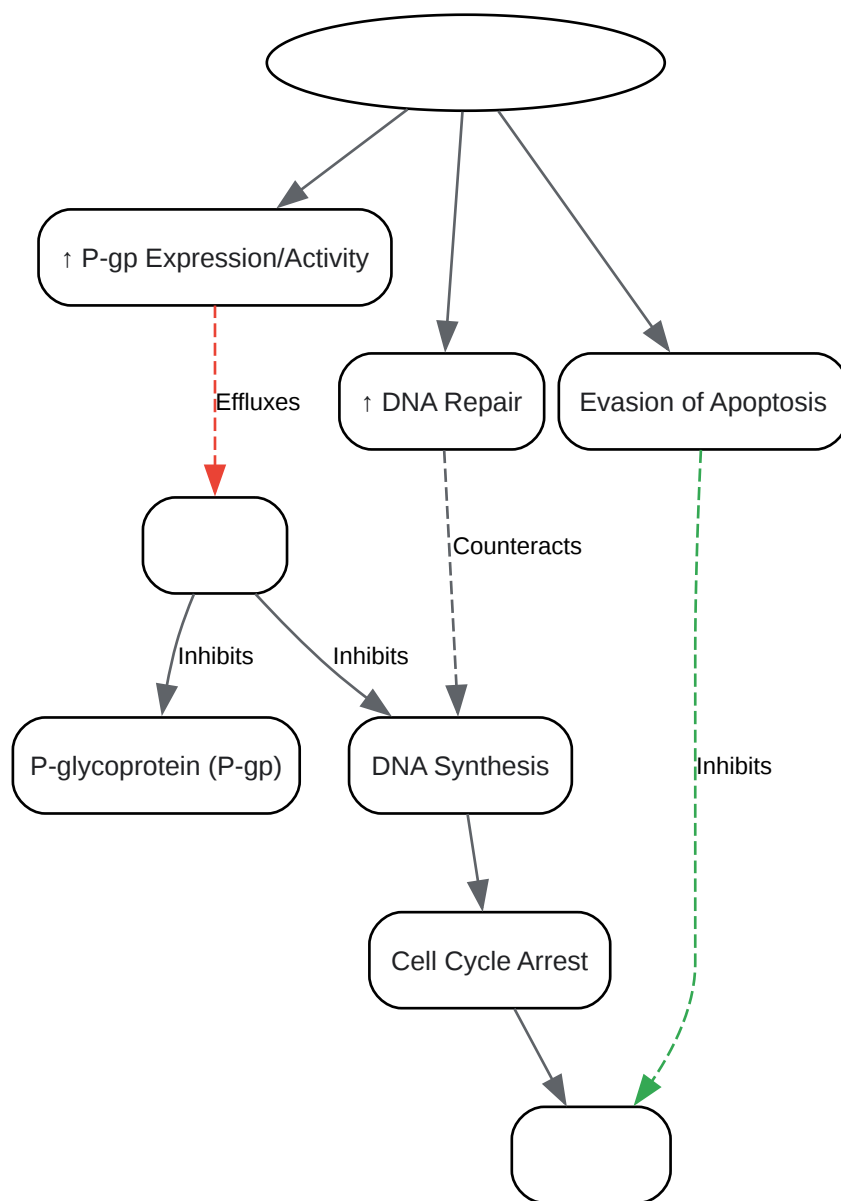 ↑ P-gp Expression/Activity
Effluxes
↑ DNA Repair
Evasion of Apoptosis
Counteracts
Inhibits
Inhibits
P-glycoprotein (P-gp)
DNA Synthesis
Inhibits
Cell Cycle Arrest